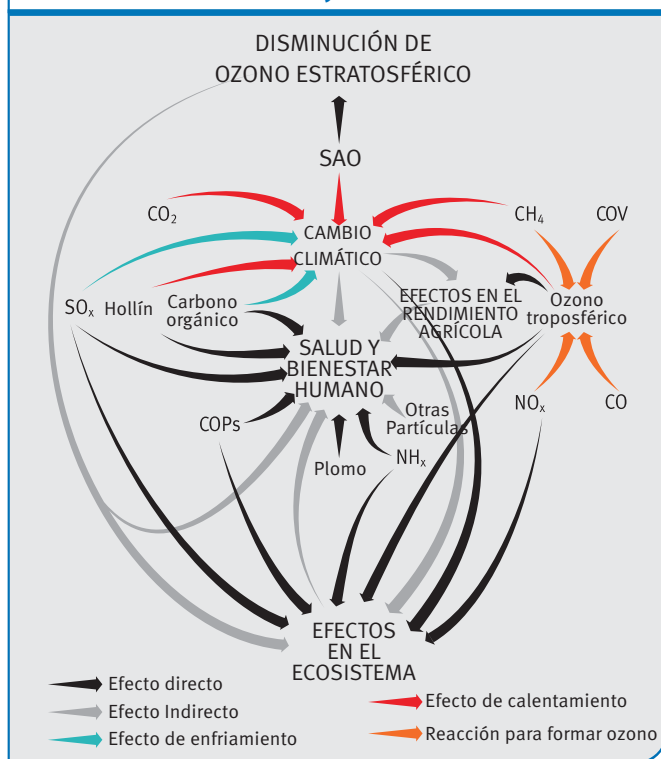 DISMINUCIÓN DE
OZONO ESTRATOSFÉRICO
SAO
CO₂
CH₄
COV
CAMBIO
CLIMÁTICO
SOₓ
Hollín
Carbono
orgánico
EFECTOS EN EL
RENDIMIENTO
AGRÍCOLA
Ozono
troposférico
SALUD Y
BIENESTAR
HUMANO
COPs
Otras
Partículas
NOₓ
CO
Plomo
NHₓ
EFECTOS
EN EL
ECOSISTEMA
Efecto directo
Efecto Indirecto
Efecto de enfriamiento
Efecto de calentamiento
Reacción para formar ozono